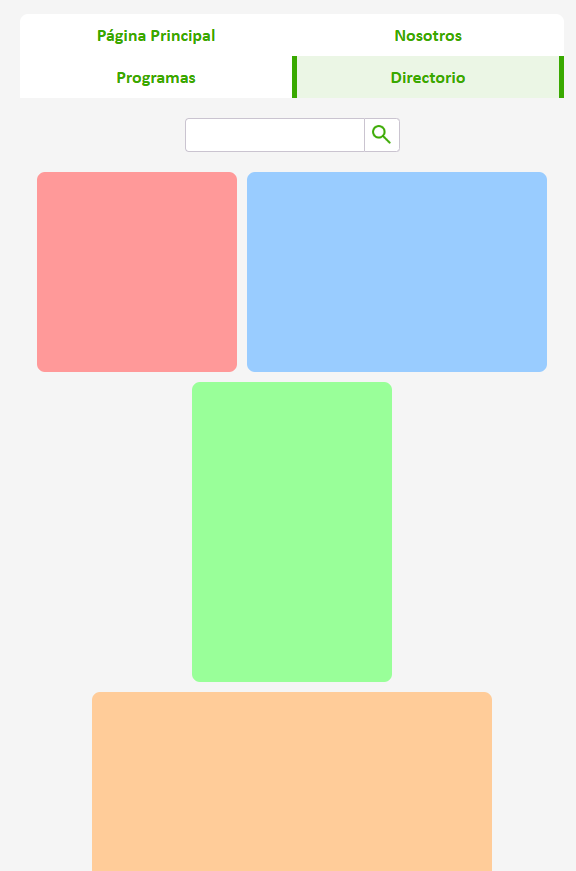 Página Principal
Nosotros
Programas
Directorio